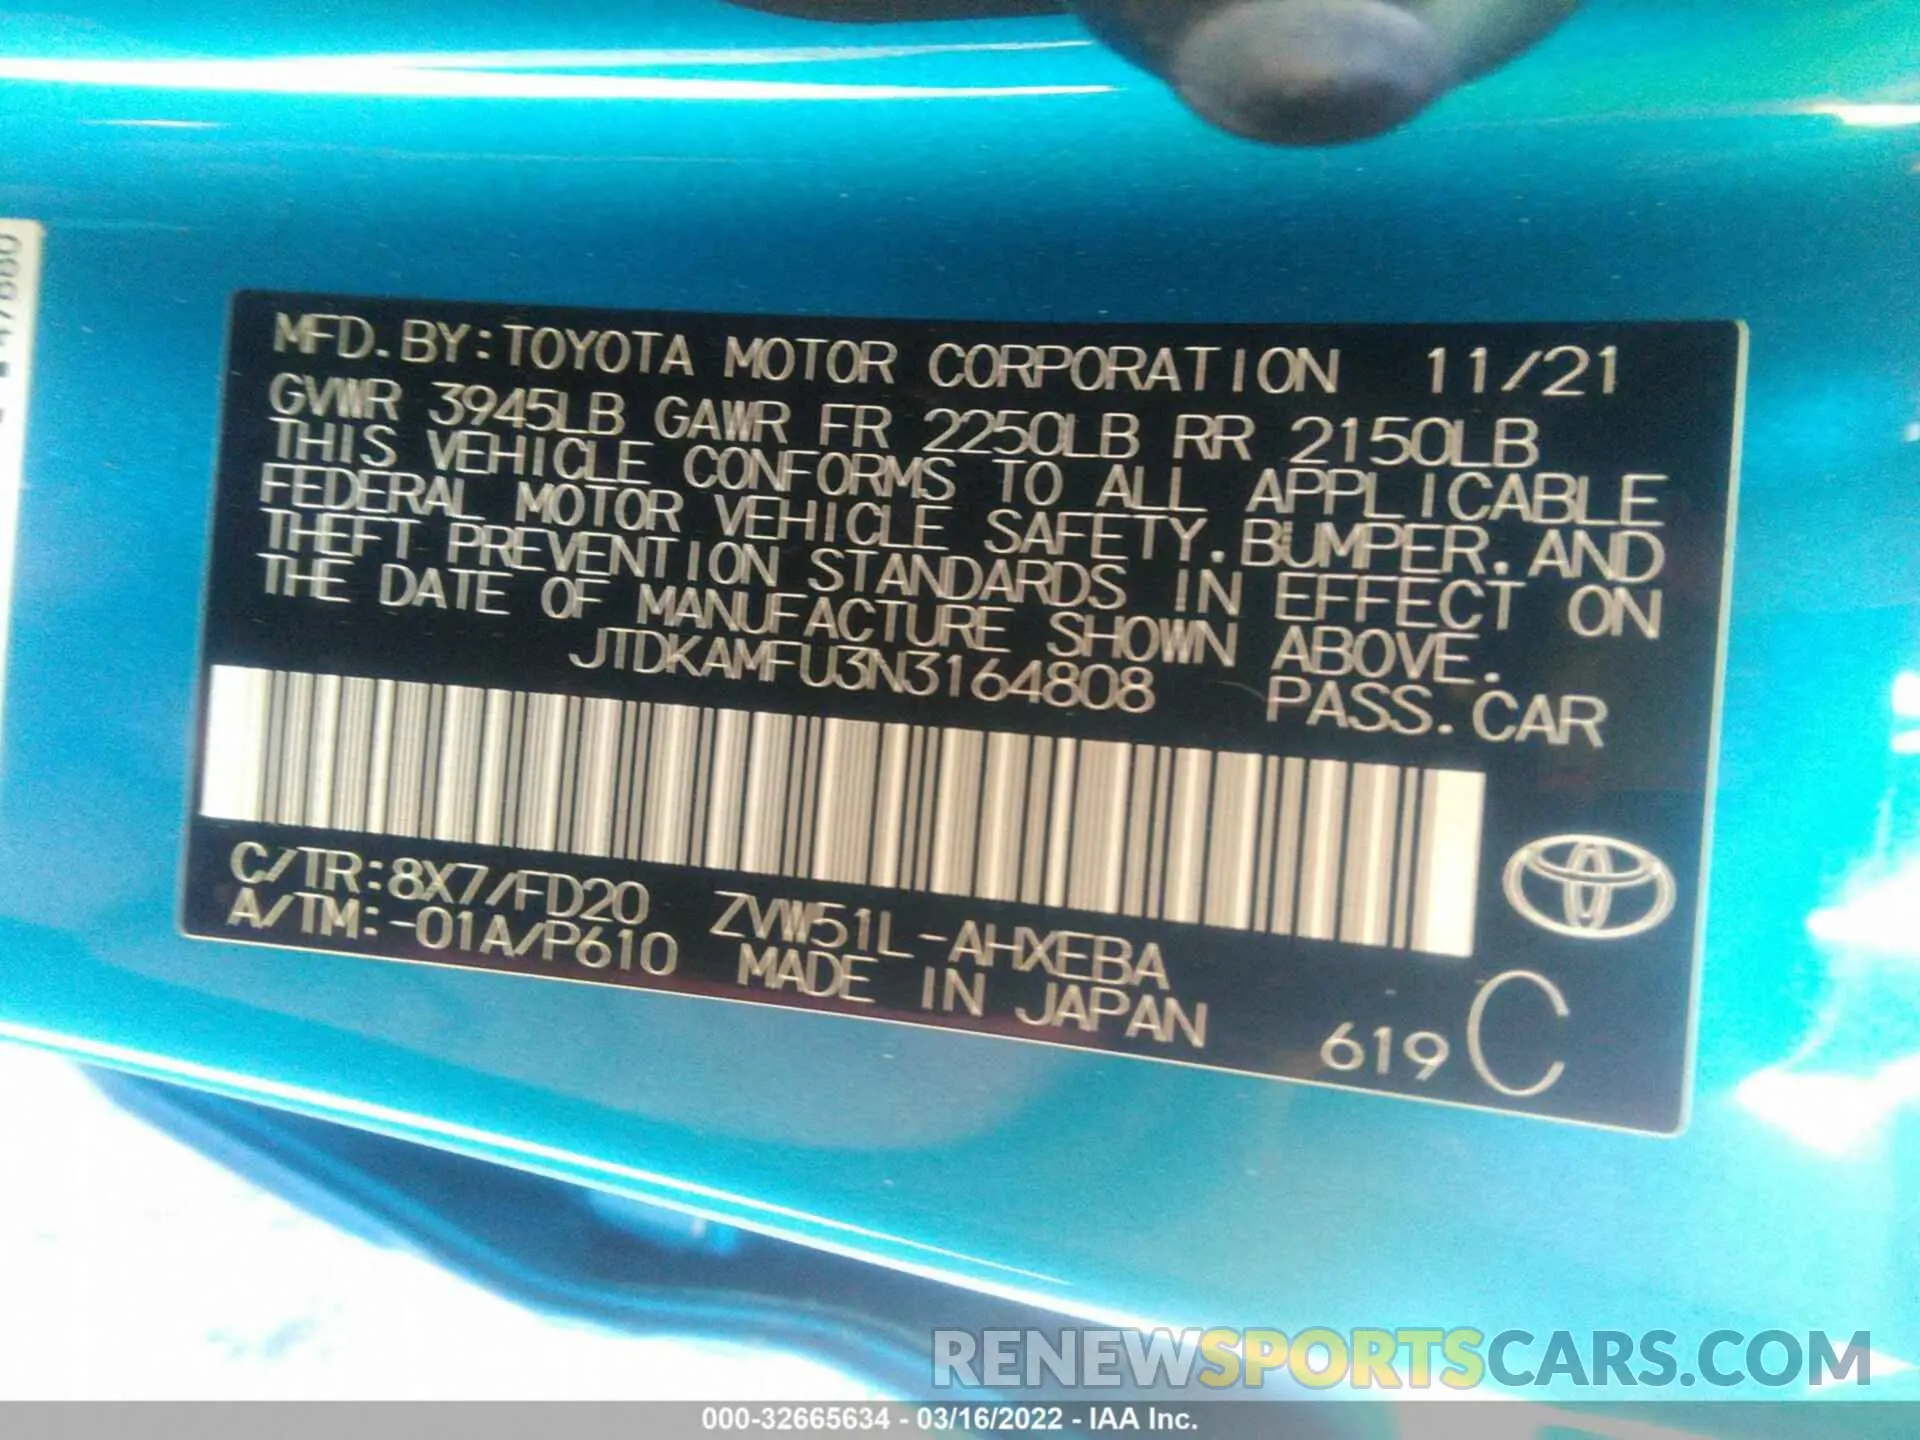 MFD. BY:TOYOTA MOTOR CORPORATION 11/21
GVWR 3945LB GAWR FR 2250LB RR 2150LB
THIS VEHICLE CONFORMS TO ALL APPLICABLE
FEDERAL MOTOR VEHICLE SAFETY, BUMPER, AND
THEFT PREVENTION STANDARDS IN EFFECT ON
THE DATE OF MANUFACTURE SHOWN ABOVE.
JTDKAMFU3N3164808 PASS. CAR
C/TR:8X7/FD20 ZVW51L-AHXEBA
A/TM:-01A/P610 MADE IN JAPAN
619 C
RENEWSPORTSCARS.COM
000-32665634 - 03/16/2022 - IAA Inc.